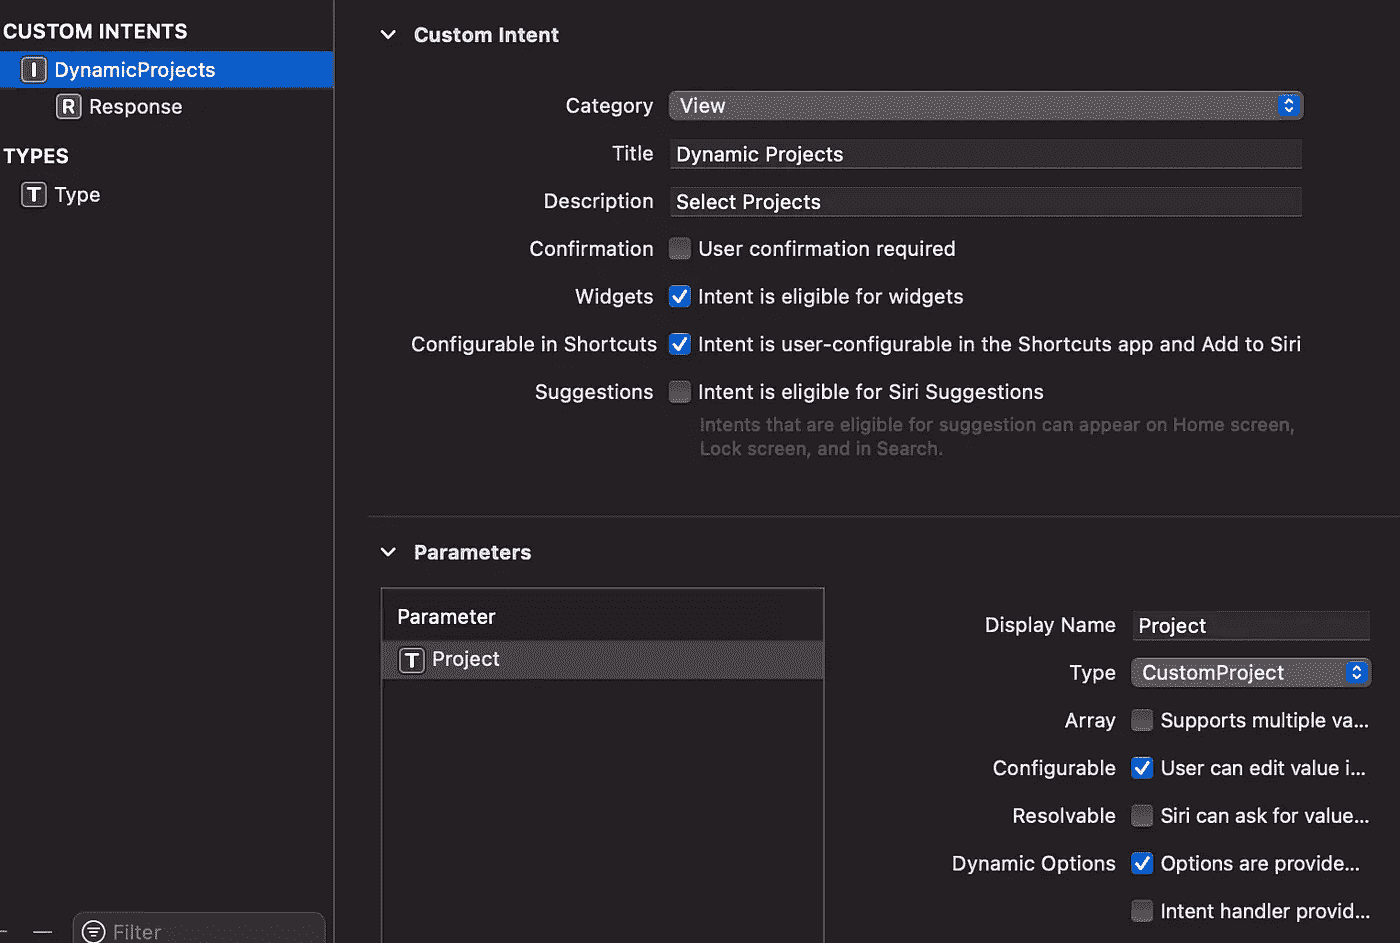 CUSTOM INTENTS
I DynamicProjects
R Response
TYPES
T Type
Filter
Custom Intent
Category View
Title Dynamic Projects
Description Select Projects
Confirmation User confirmation required
Widgets Intent is eligible for widgets
Configurable in Shortcuts Intent is user-configurable in the Shortcuts app and Add to Siri
Suggestions Intent is eligible for Siri Suggestions
Intents that are eligible for suggestion can appear on Home screen,
Lock screen, and in Search.
Parameters
Parameter
T Project
Display Name Project
Type CustomProject
Array Supports multiple va...
Configurable User can edit value i...
Resolvable Siri can ask for value...
Dynamic Options Options are provide...
Intent handler provid...